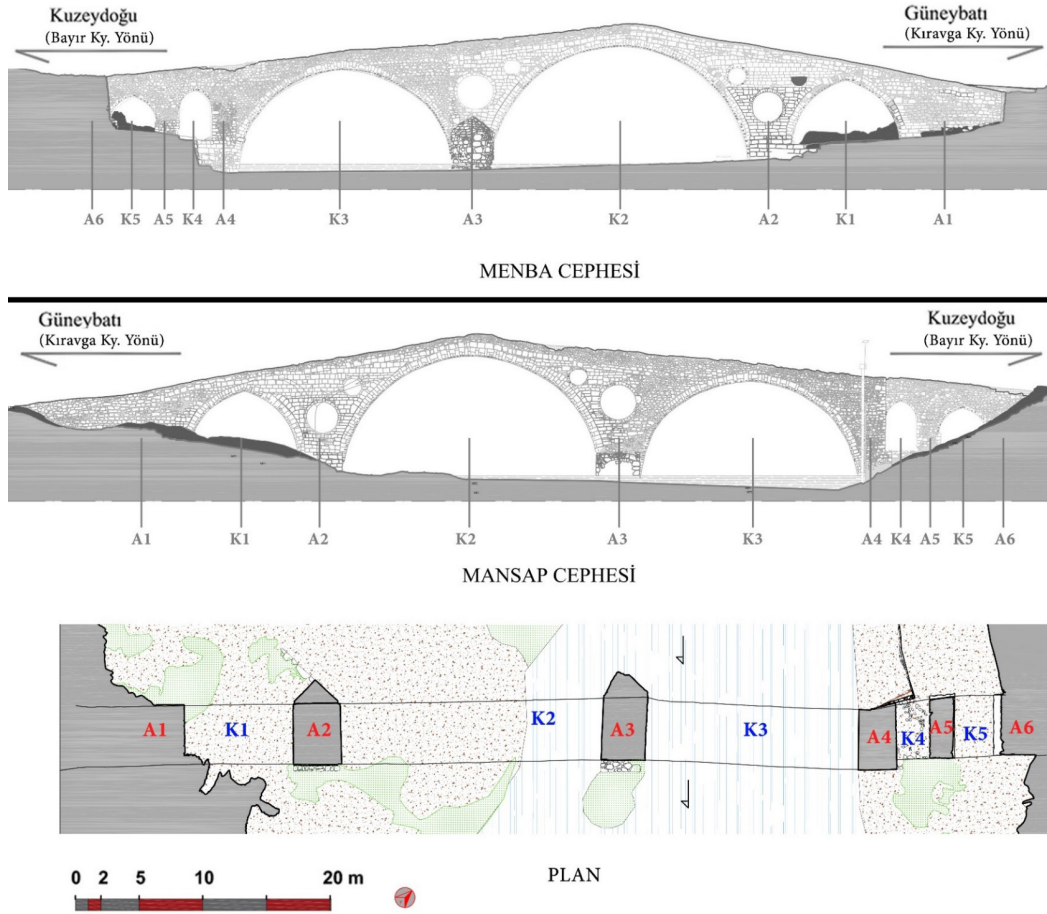 Kuzeydoğu
(Bayır Ky. Yönü)
Güneybatı
(Kıravga Ky. Yönü)
A6 K5 A5 K4 A4 K3 A3 K2 A2 K1 A1
MENBA CEPHESİ
Güneybatı
(Kıravga Ky. Yönü)
Kuzeydoğu
(Bayır Ky. Yönü)
A1 K1 A2 K2 A3 K3 A4 K4 A5 K5 A6
MANSAP CEPHESİ
A1 K1 A2 K2 A3 K3 A4 K4 A5 K5 A6
PLAN
0 2 5 10 20 m